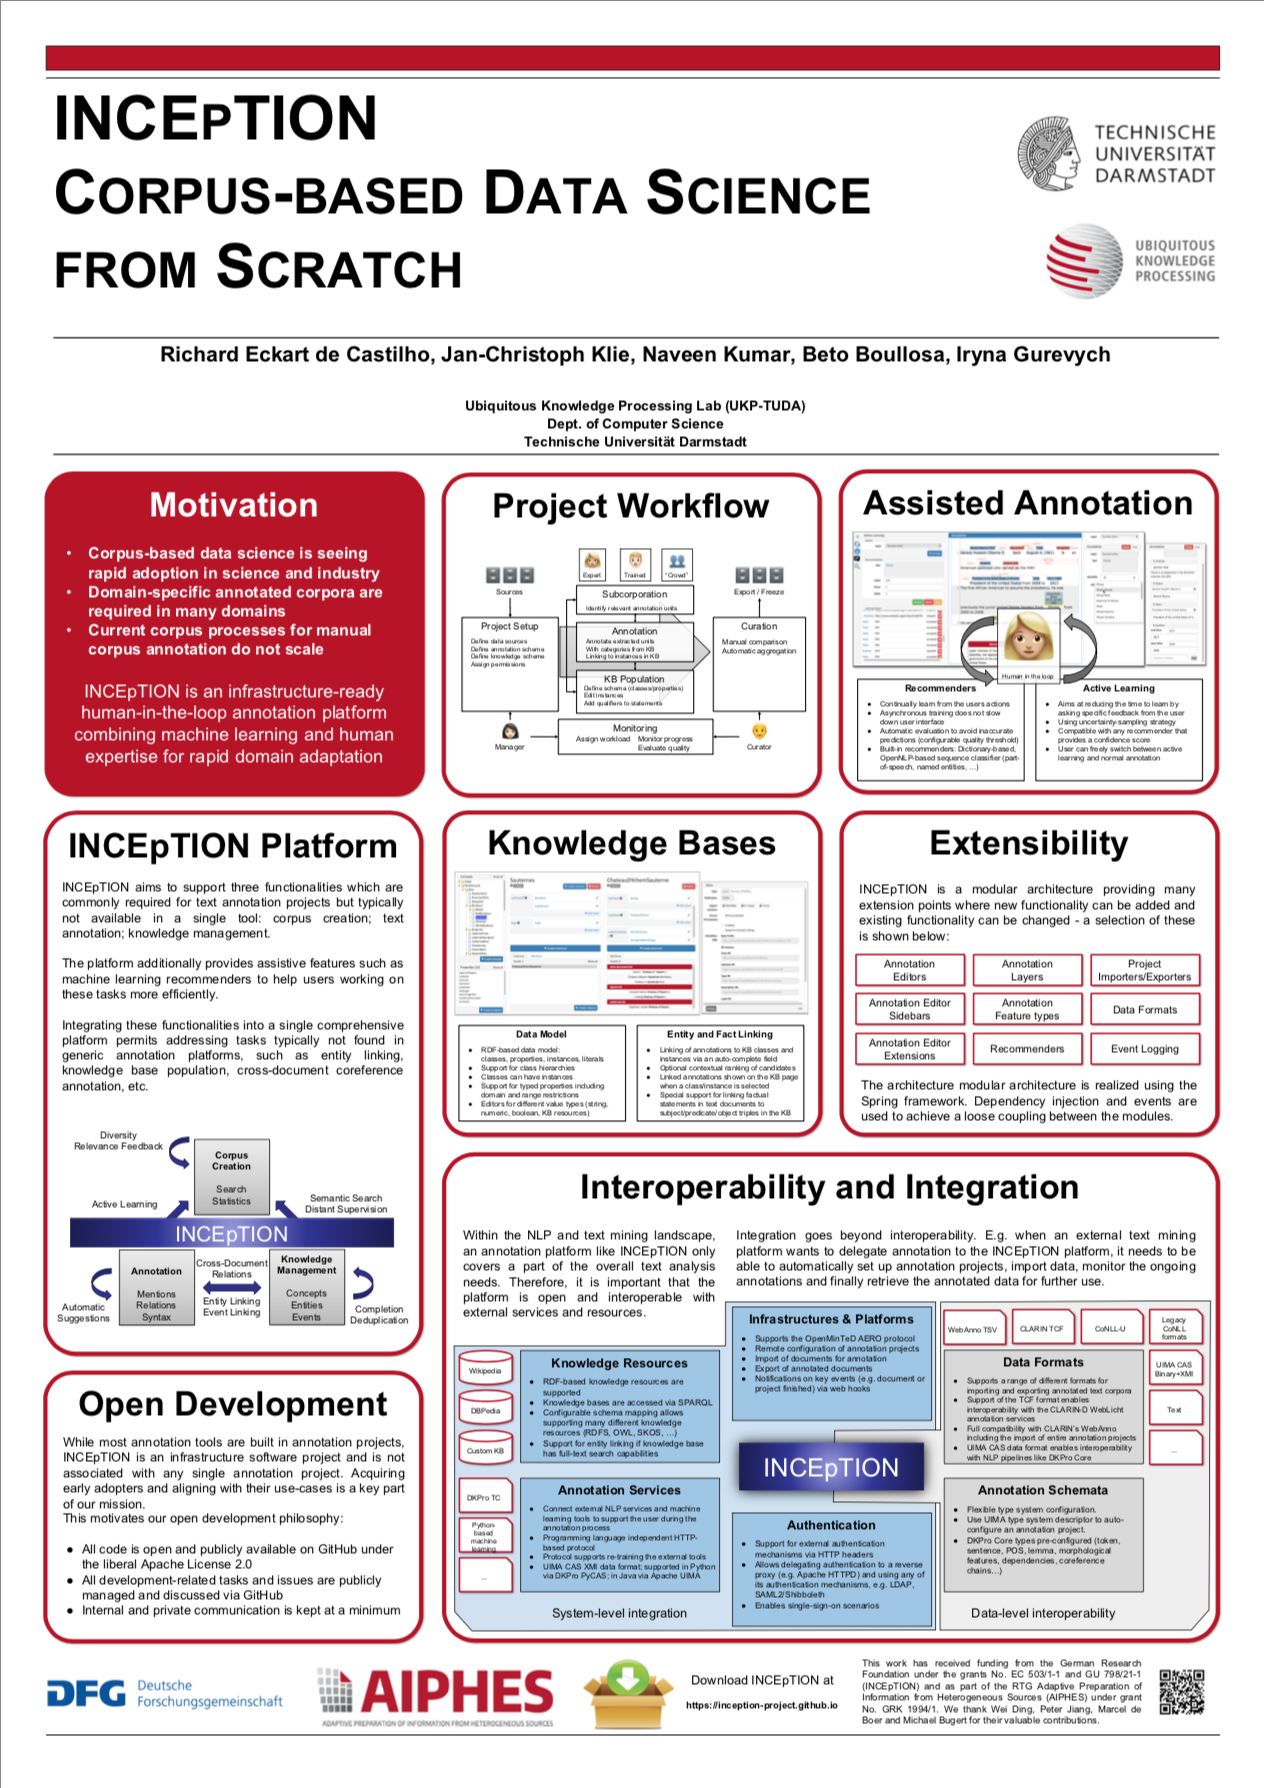 INCEpTION
Corpus-based Data Science
from Scratch
TECHNISCHE
UNIVERSITÄT
DARMSTADT
UBIQUITOUS
KNOWLEDGE
PROCESSING
Richard Eckart de Castilho, Jan-Christoph Klie, Naveen Kumar, Beto Boullosa, Iryna Gurevych
Ubiquitous Knowledge Processing Lab (UKP-TUDA)
Dept. of Computer Science
Technische Universität Darmstadt
Motivation
• Corpus-based data science is seeing
rapid adoption in science and industry
• Domain-specific annotated corpora are
required in many domains
• Current corpus processes for manual
corpus annotation do not scale
INCEpTION is an infrastructure-ready
human-in-the-loop annotation platform
combining machine learning and human
expertise for rapid domain adaptation
Project Workflow
Expert
Trained
"Crowd"
Sources
Export / Freeze
Subcorporation
Identify relevant annotation units
Project Setup
Define data sources
Define annotation scheme
Define knowledge scheme
Assign permissions
Annotation
Annotate extracted units
With categories from KB
Linking to instances in KB
Curation
Manual comparison
Automatic aggregation
KB Population
Define schema (classes/properties)
Edit instances
Add qualifiers to statements
Manager
Monitoring
Assign workload Monitor progress
Evaluate quality
Curator
Assisted Annotation
Human in the loop
Recommenders
● Continually learn from the users actions
● Asynchronous training does not slow
down user interface
● Automatic evaluation to avoid inaccurate
predictions (configurable quality threshold)
● Built-in recommenders: Dictionary-based,
OpenNLP-based sequence classifier (part-
of-speech, named entities, ...)
Active Learning
● Aims at reducing the time to learn by
asking specific feedback from the user
● Using uncertainty-sampling strategy
● Compatible with any recommender that
provides a confidence score
● User can freely switch between active
learning and normal annotation
INCEpTION Platform
INCEpTION aims to support three functionalities which are
commonly required for text annotation projects but typically
not available in a single tool: corpus creation; text
annotation; knowledge management.
The platform additionally provides assistive features such as
machine learning recommenders to help users working on
these tasks more efficiently.
Integrating these functionalities into a single comprehensive
platform permits addressing tasks typically not found in
generic annotation platforms, such as entity linking,
knowledge base population, cross-document coreference
annotation, etc.
Diversity
Relevance Feedback
Corpus
Creation
Search
Statistics
Active Learning
Semantic Search
Distant Supervision
INCEpTION
Annotation
Mentions
Relations
Syntax
Cross-Document
Relations
Entity Linking
Event Linking
Knowledge
Management
Concepts
Entities
Events
Automatic
Suggestions
Completion
Deduplication
Knowledge Bases
Sauternes
ChateauDYchemSauterne
Data Model
● RDF-based data model:
classes, properties, instances, literals
● Support for class hierarchies
● Classes can have instances
● Support for typed properties including
domain and range restrictions
● Editors for different value types (string,
numeric, boolean, KB resources)
Entity and Fact Linking
● Linking of annotations to KB classes and
instances via an auto-complete field
● Optional contextual ranking of candidates
● Linked annotations shown on the KB page
when a class/instance is selected
● Special support for linking factual
statements in text documents to
subject/predicate/object triples in the KB
Extensibility
INCEpTION is a modular architecture providing many
extension points where new functionality can be added and
existing functionality can be changed - a selection of these
is shown below:
Annotation
Editors
Annotation
Layers
Project
Importers/Exporters
Annotation Editor
Sidebars
Annotation
Feature types
Data Formats
Annotation Editor
Extensions
Recommenders
Event Logging
The architecture modular architecture is realized using the
Spring framework. Dependency injection and events are
used to achieve a loose coupling between the modules.
Open Development
While most annotation tools are built in annotation projects,
INCEpTION is an infrastructure software project and is not
associated with any single annotation project. Acquiring
early adopters and aligning with their use-cases is a key part
of our mission.
This motivates our open development philosophy:
● All code is open and publicly available on GitHub under
the liberal Apache License 2.0
● All development-related tasks and issues are publicly
managed and discussed via GitHub
● Internal and private communication is kept at a minimum
Interoperability and Integration
Within the NLP and text mining landscape,
an annotation platform like INCEpTION only
covers a part of the overall text analysis
needs. Therefore, it is important that the
platform is open and interoperable with
external services and resources.
Integration goes beyond interoperability. E.g. when an external text mining
platform wants to delegate annotation to the INCEpTION platform, it needs to be
able to automatically set up annotation projects, import data, monitor the ongoing
annotations and finally retrieve the annotated data for further use.
Wikipedia
DBPedia
Custom KB
Knowledge Resources
● RDF-based knowledge resources are
supported
● Knowledge bases are accessed via SPARQL
● Configurable schema mapping allows
supporting many different knowledge
resources (RDFS, OWL, SKOS, ...)
● Support for entity linking if knowledge base
has full-text search capabilities
DKPro TC
Python-
based
machine
learning
...
Annotation Services
● Connect external NLP services and machine
learning tools to support the user during the
annotation process
● Programming language independent HTTP-
based protocol
● Protocol supports re-training the external tools
● UIMA CAS XMI data format; supported in Python
via DKPro PyCAS; in Java via Apache UIMA
System-level integration
Infrastructures & Platforms
● Supports the OpenMinTeD AERO protocol
● Remote configuration of annotation projects
● Import of documents for annotation
● Export of annotated documents
● Notifications on key events (e.g. document or
project finished) via web hooks
INCEpTION
Authentication
● Support for external authentication
mechanisms via HTTP headers
● Allows delegating authentication to a reverse
proxy (e.g. Apache HTTPD) and using any of
its authentication mechanisms, e.g. LDAP,
SAML2/Shibboleth
● Enables single-sign-on scenarios
WebAnno TSV
CLARIN TCF
CoNLL-U
Legacy
CoNLL
formats
UIMA CAS
Binary+XMI
Text
...
Data Formats
● Supports a range of different formats for
importing and exporting annotated text corpora
● Support of the TCF format enables
interoperability with the CLARIN-D WebLicht
annotation services
● Full compatibility with CLARIN's WebAnno
including the import of entire annotation projects
● UIMA CAS data format enables interoperability
with NLP pipelines like DKPro Core
Annotation Schemata
● Flexible type system configuration.
● Use UIMA type system descriptor to auto-
configure an annotation project.
● DKPro Core types pre-configured (token,
sentence, POS, lemma, morphological
features, dependencies, coreference
chains...)
Data-level interoperability
DFG Deutsche
Forschungsgemeinschaft
AIPHES
ADAPTIVE PREPARATION OF INFORMATION FROM HETEROGENEOUS SOURCES
Download INCEpTION at
https://inception-project.github.io
This work has received funding from the German Research
Foundation under the grants No. EC 503/1-1 and GU 798/21-1
(INCEpTION) and as part of the RTG Adaptive Preparation of
Information from Heterogeneous Sources (AIPHES) under grant
No. GRK 1994/1. We thank Wei Ding, Peter Jiang, Marcel de
Boer and Michael Bugert for their valuable contributions.